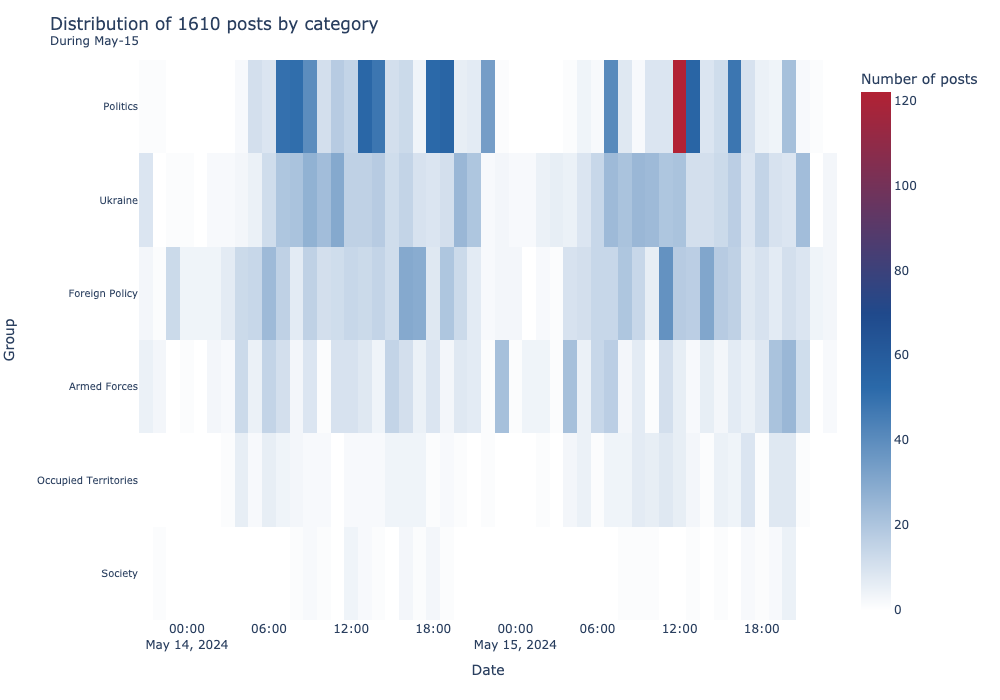 Distribution of 1610 posts by category
During May-15
Number of posts
120
100
80
60
40
20
0
Group
Politics
Ukraine
Foreign Policy
Armed Forces
Occupied Territories
Society
00:00 06:00 12:00 18:00 00:00 06:00 12:00 18:00
May 14, 2024 May 15, 2024
Date